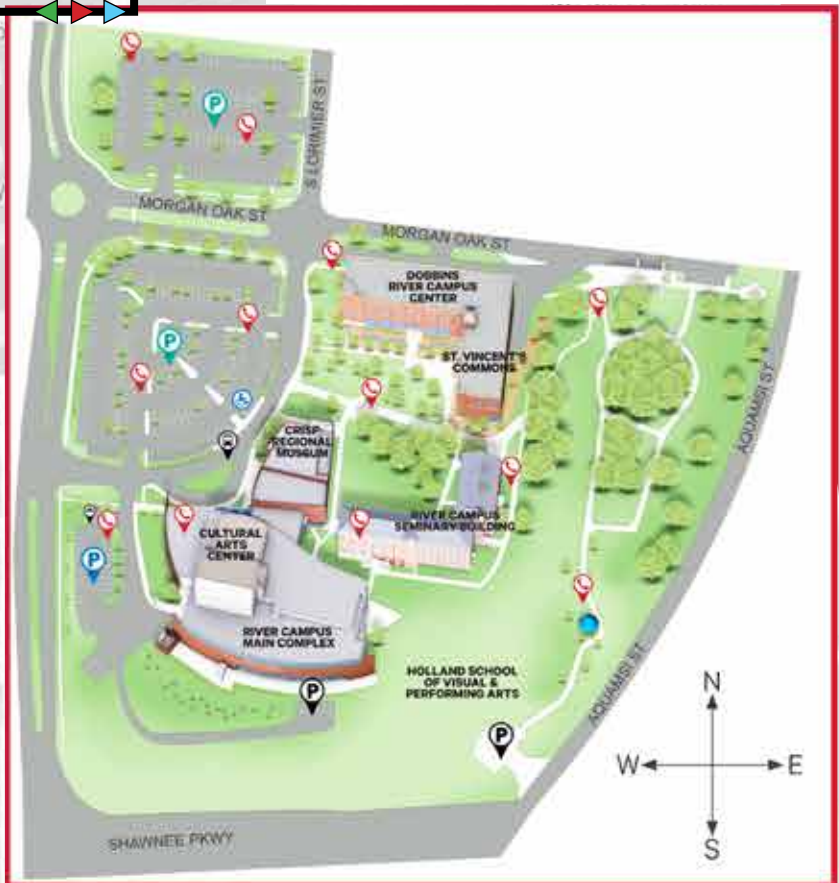 S LORIMIER ST
MORGAN OAK ST
MORGAN OAK ST
DOBBINS
RIVER CAMPUS
CENTER
ST. VINCENT'S
COMMONS
CRISP
REGIONAL
MUSEUM
RIVER CAMPUS
SEMINARY BUILDING
CULTURAL
ARTS
CENTER
RIVER CAMPUS
MAIN COMPLEX
HOLLAND SCHOOL
OF VISUAL &
PERFORMING ARTS
AQUAMSI ST
AQUAMSI ST
SHAWNEE PKWY
P
P
P
P
P
N
W
E
S